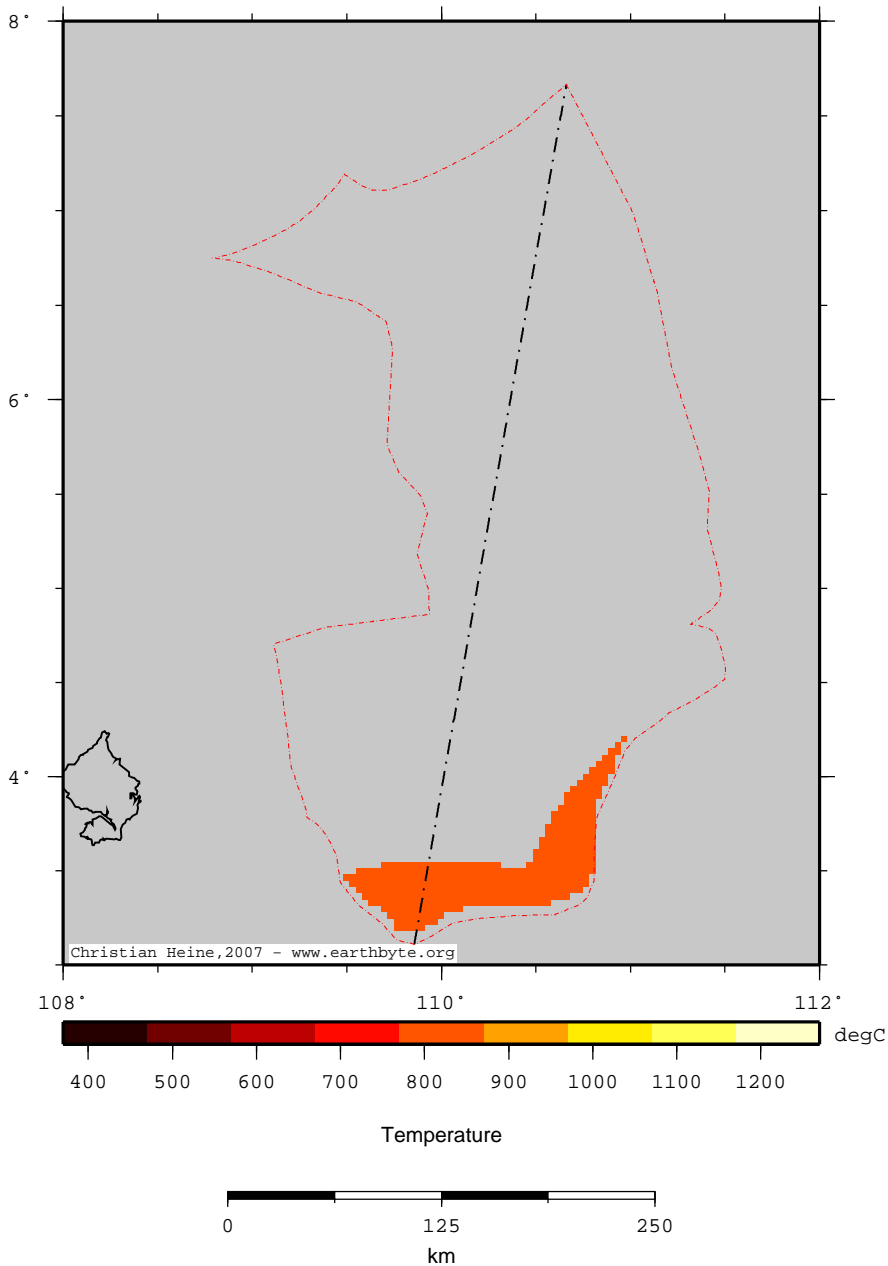 8°
6°
4°
Christian Heine,2007 - www.earthbyte.org
108° 110° 112°
degC
400 500 600 700 800 900 1000 1100 1200
Temperature
0 125 250
km